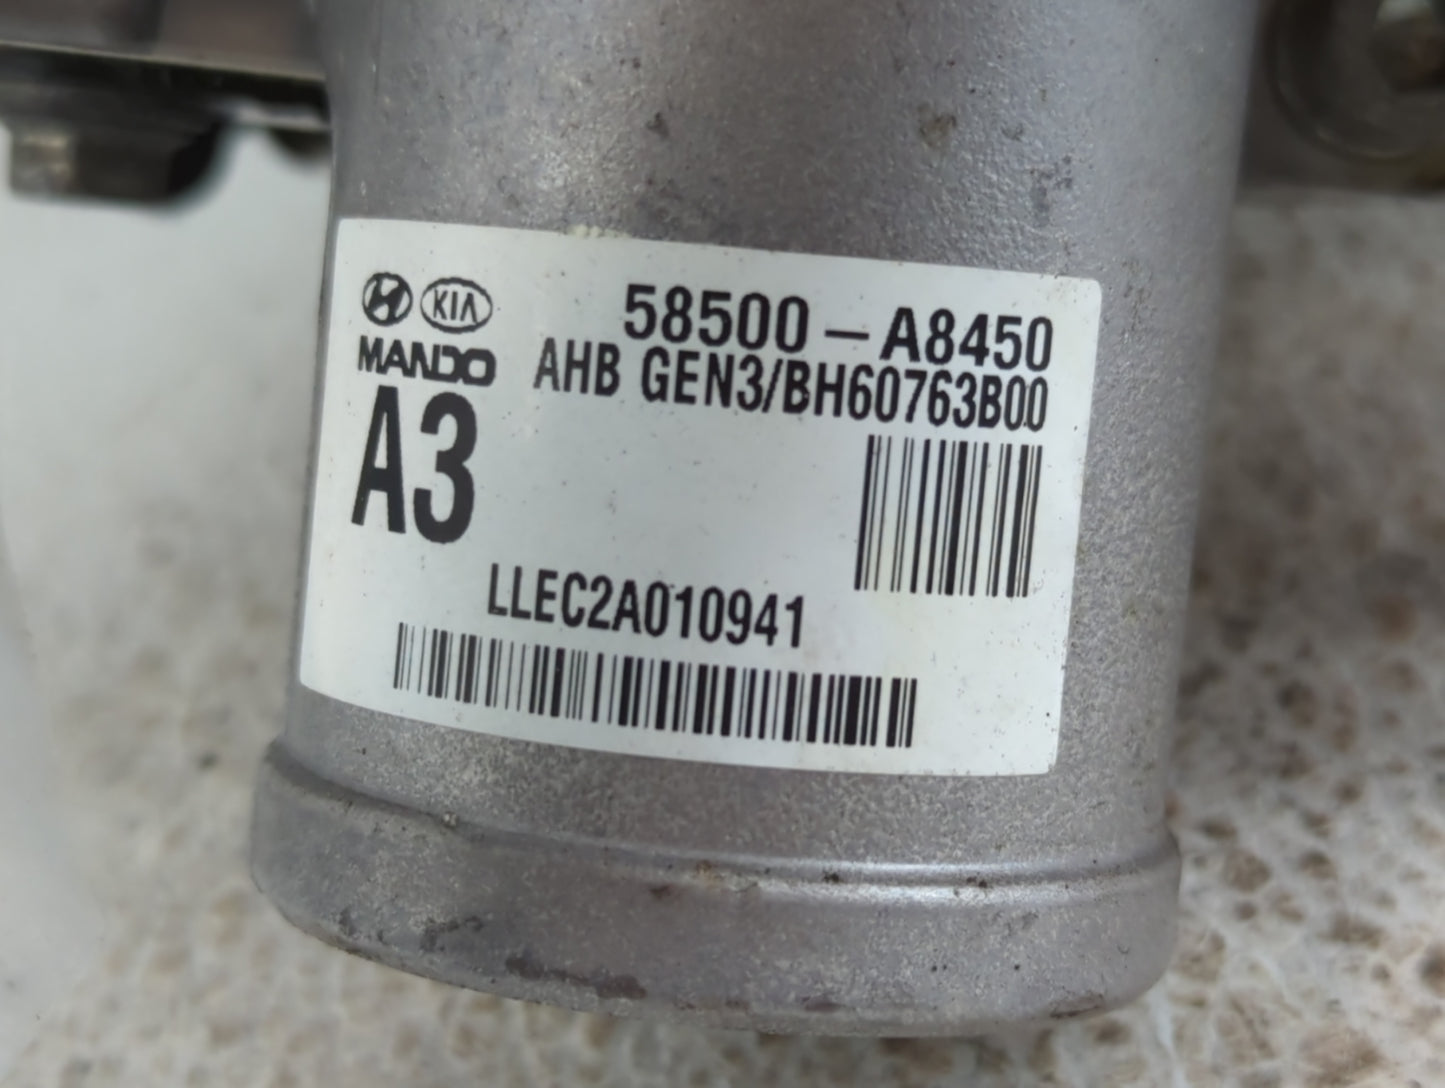 KIA
58500-A8450
MANDO
AHB GEN3/BH60763B00
A3
LLEC2A010941